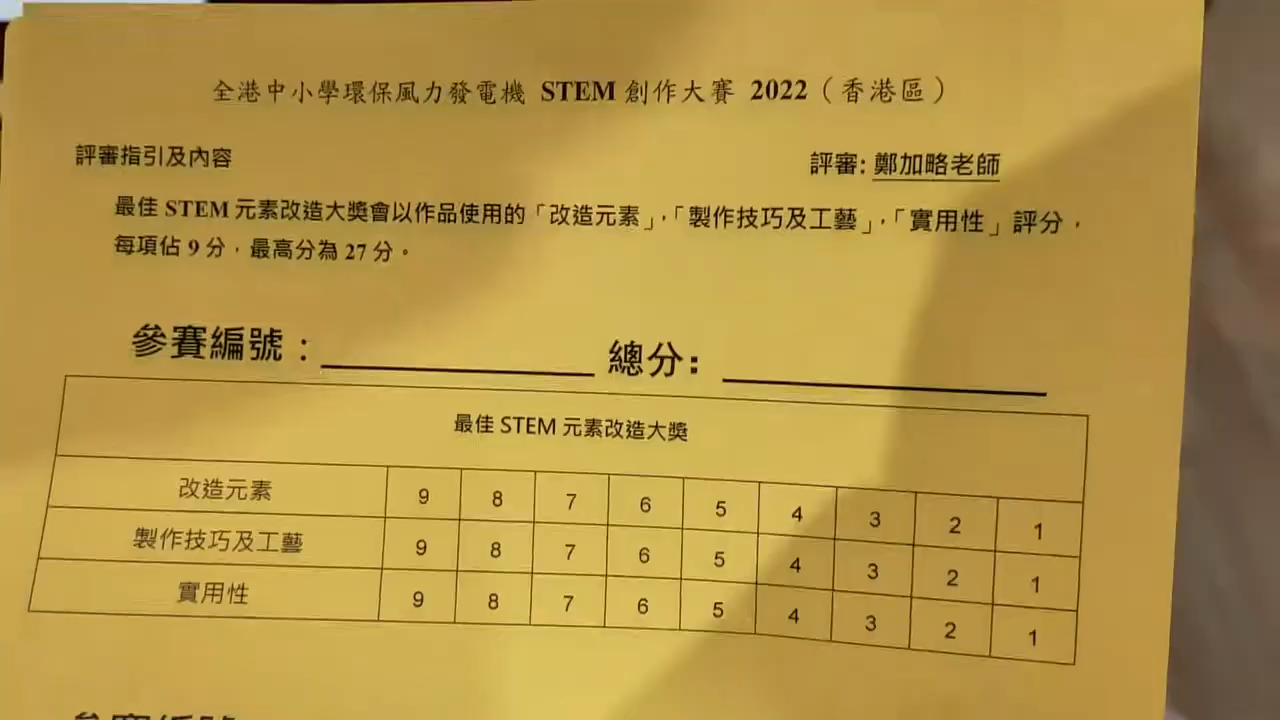 全港中小學環保風力發電機 STEM 創作大賽 2022（香港區）
評審指引及內容
評審: 鄭加略老師
最佳 STEM 元素改造大獎會以作品使用的「改造元素」,「製作技巧及工藝」,「實用性」評分，
每項佔 9 分，最高分為 27 分。
參賽編號：
總分:
最佳 STEM 元素改造大獎
改造元素 9 8 7 6 5 4 3 2 1
製作技巧及工藝 9 8 7 6 5 4 3 2 1
實用性 9 8 7 6 5 4 3 2 1